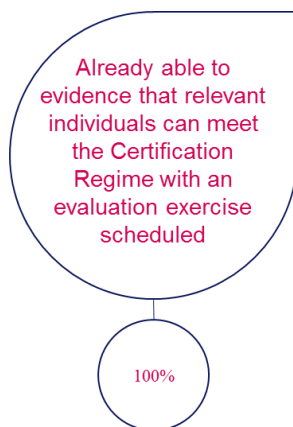 Already able to
evidence that relevant
individuals can meet
the Certification
Regime with an
evaluation exercise
scheduled
100%